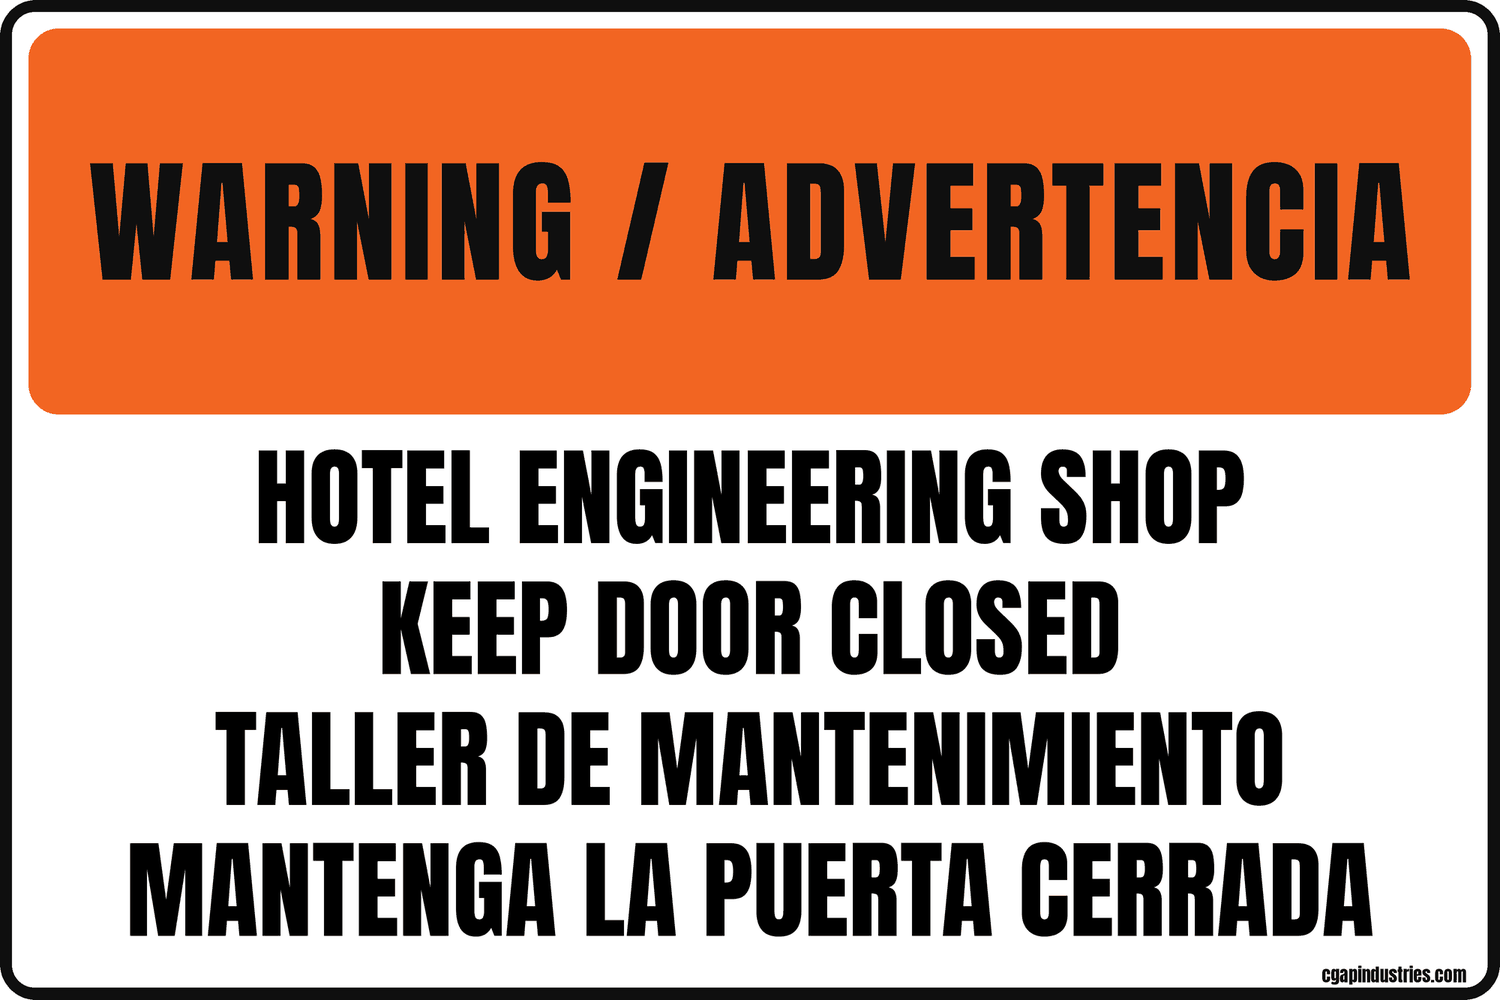 WARNING / ADVERTENCIA
HOTEL ENGINEERING SHOP
KEEP DOOR CLOSED
TALLER DE MANTENIMIENTO
MANTENGA LA PUERTA CERRADA
cgapindustries.com